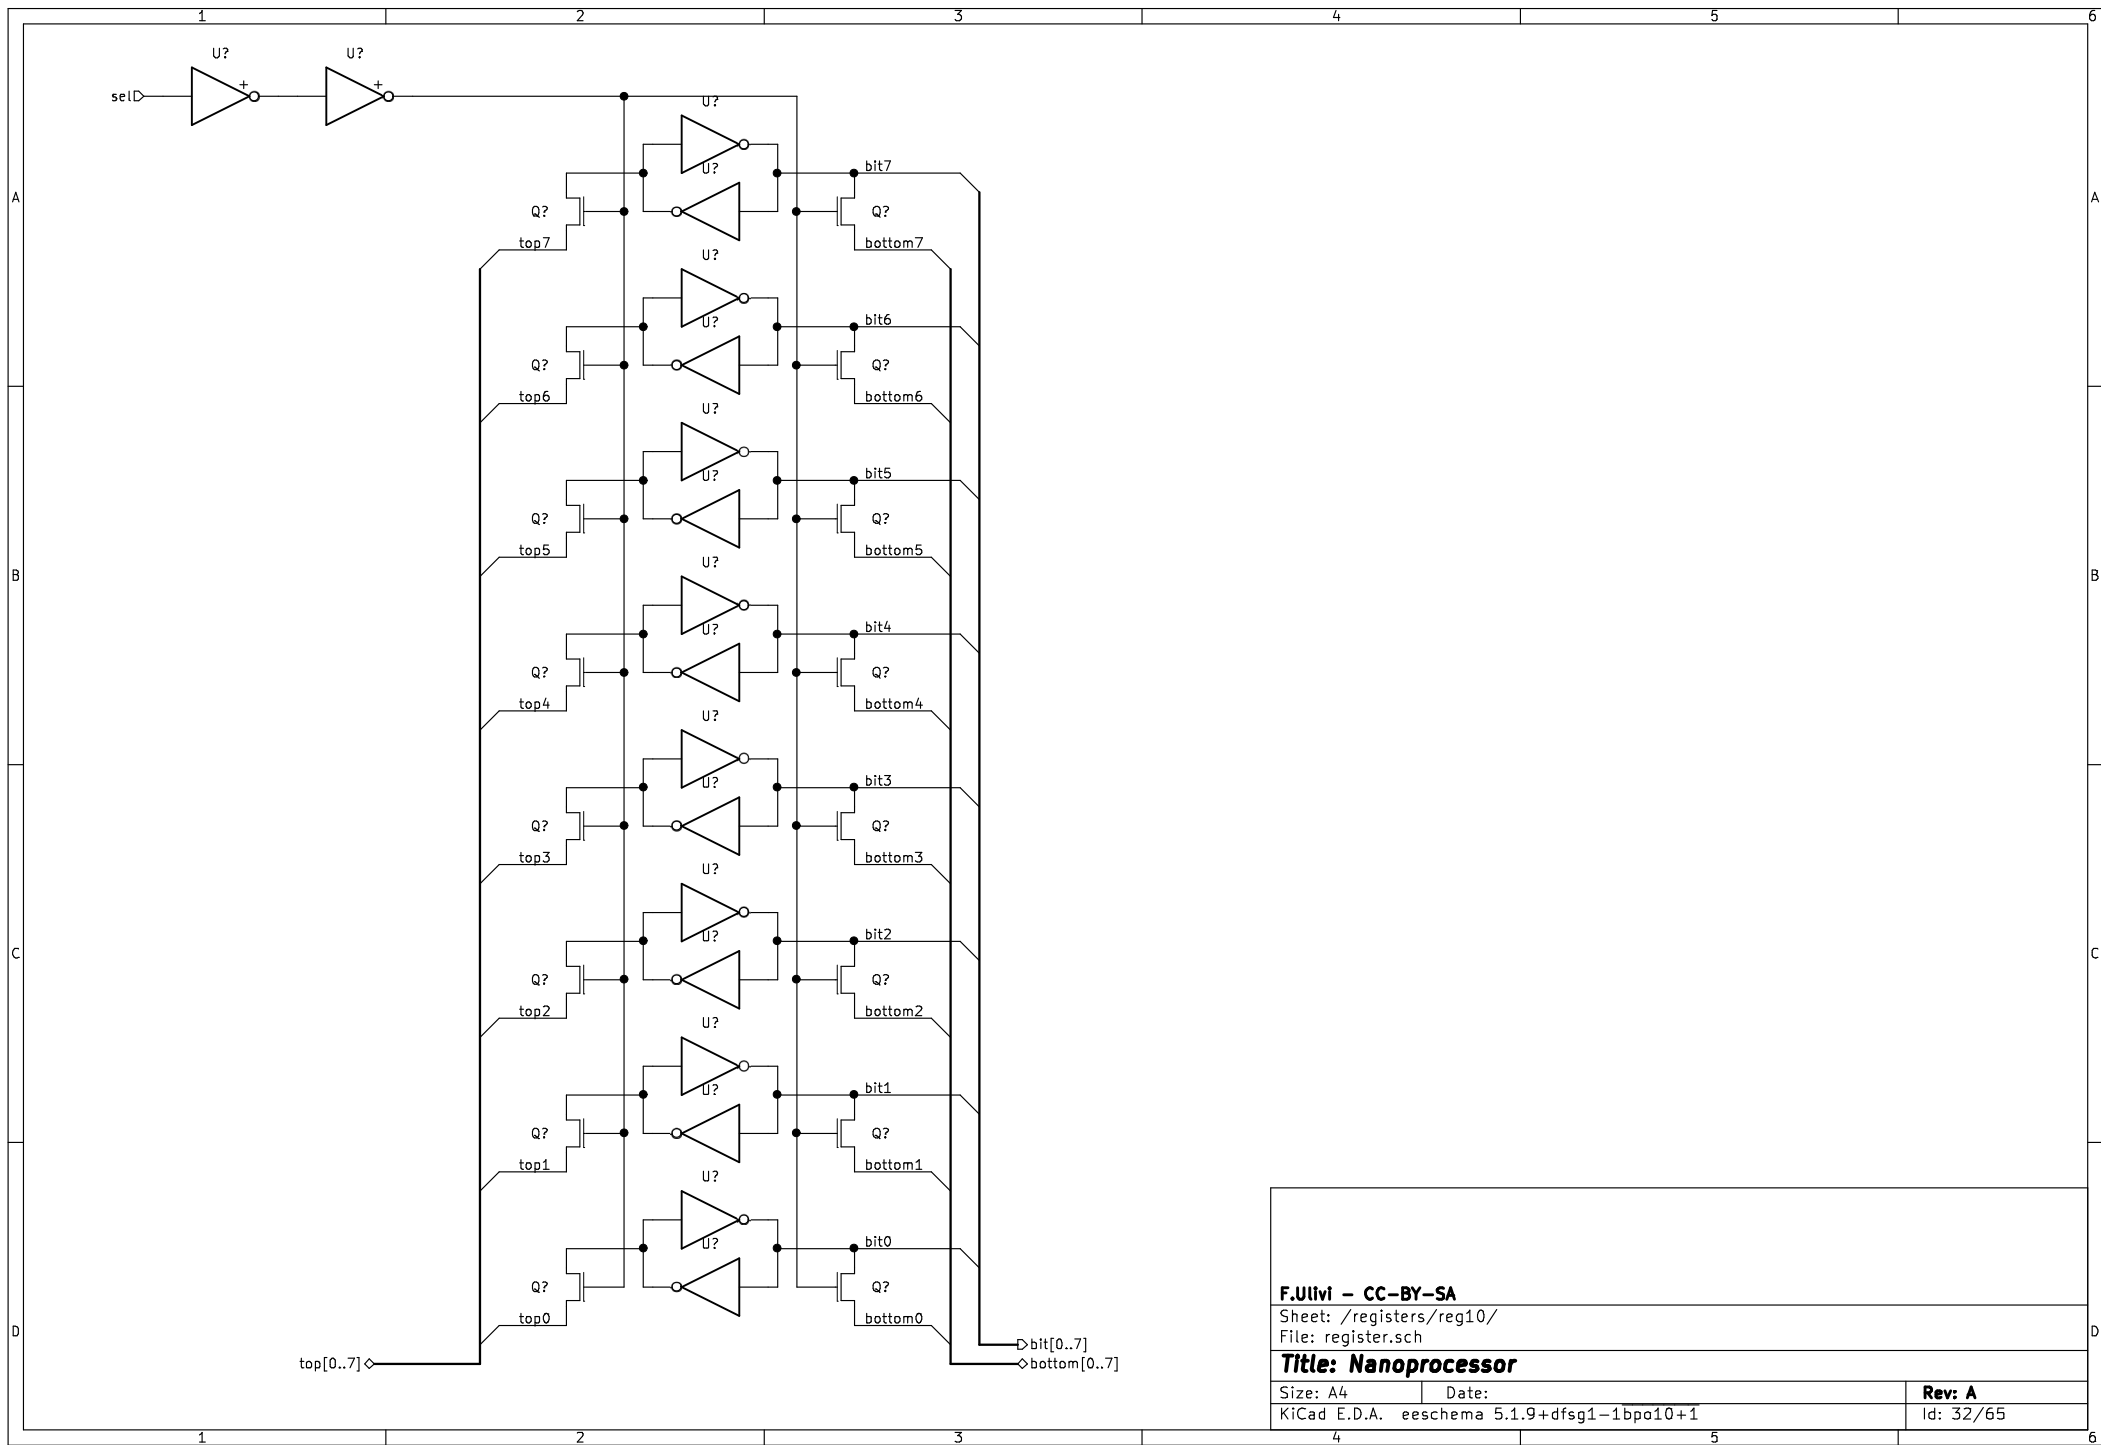 1 2 3 4 5 6
U? U?
sel + +
U?
U? bit7
A A
Q? Q?
top7 bottom7
U?
U? bit6
Q? Q?
top6 bottom6
U?
U? bit5
Q? Q?
top5 bottom5
U?
B B
U? bit4
Q? Q?
top4 bottom4
U?
U? bit3
Q? Q?
top3 bottom3
U?
U? bit2
C C
Q? Q?
top2 bottom2
U?
U? bit1
Q? Q?
top1 bottom1
U?
U? bit0
Q? Q?
top0 bottom0
D D
bit[0..7]
top[0..7] bottom[0..7]
F.Ulivi – CC–BY–SA
Sheet: /registers/reg10/
File: register.sch
Title: Nanoprocessor
Size: A4 Date: Rev: A
KiCad E.D.A. eeschema 5.1.9+dfsg1–1bpo10+1 Id: 32/65
1 2 3 4 5 6